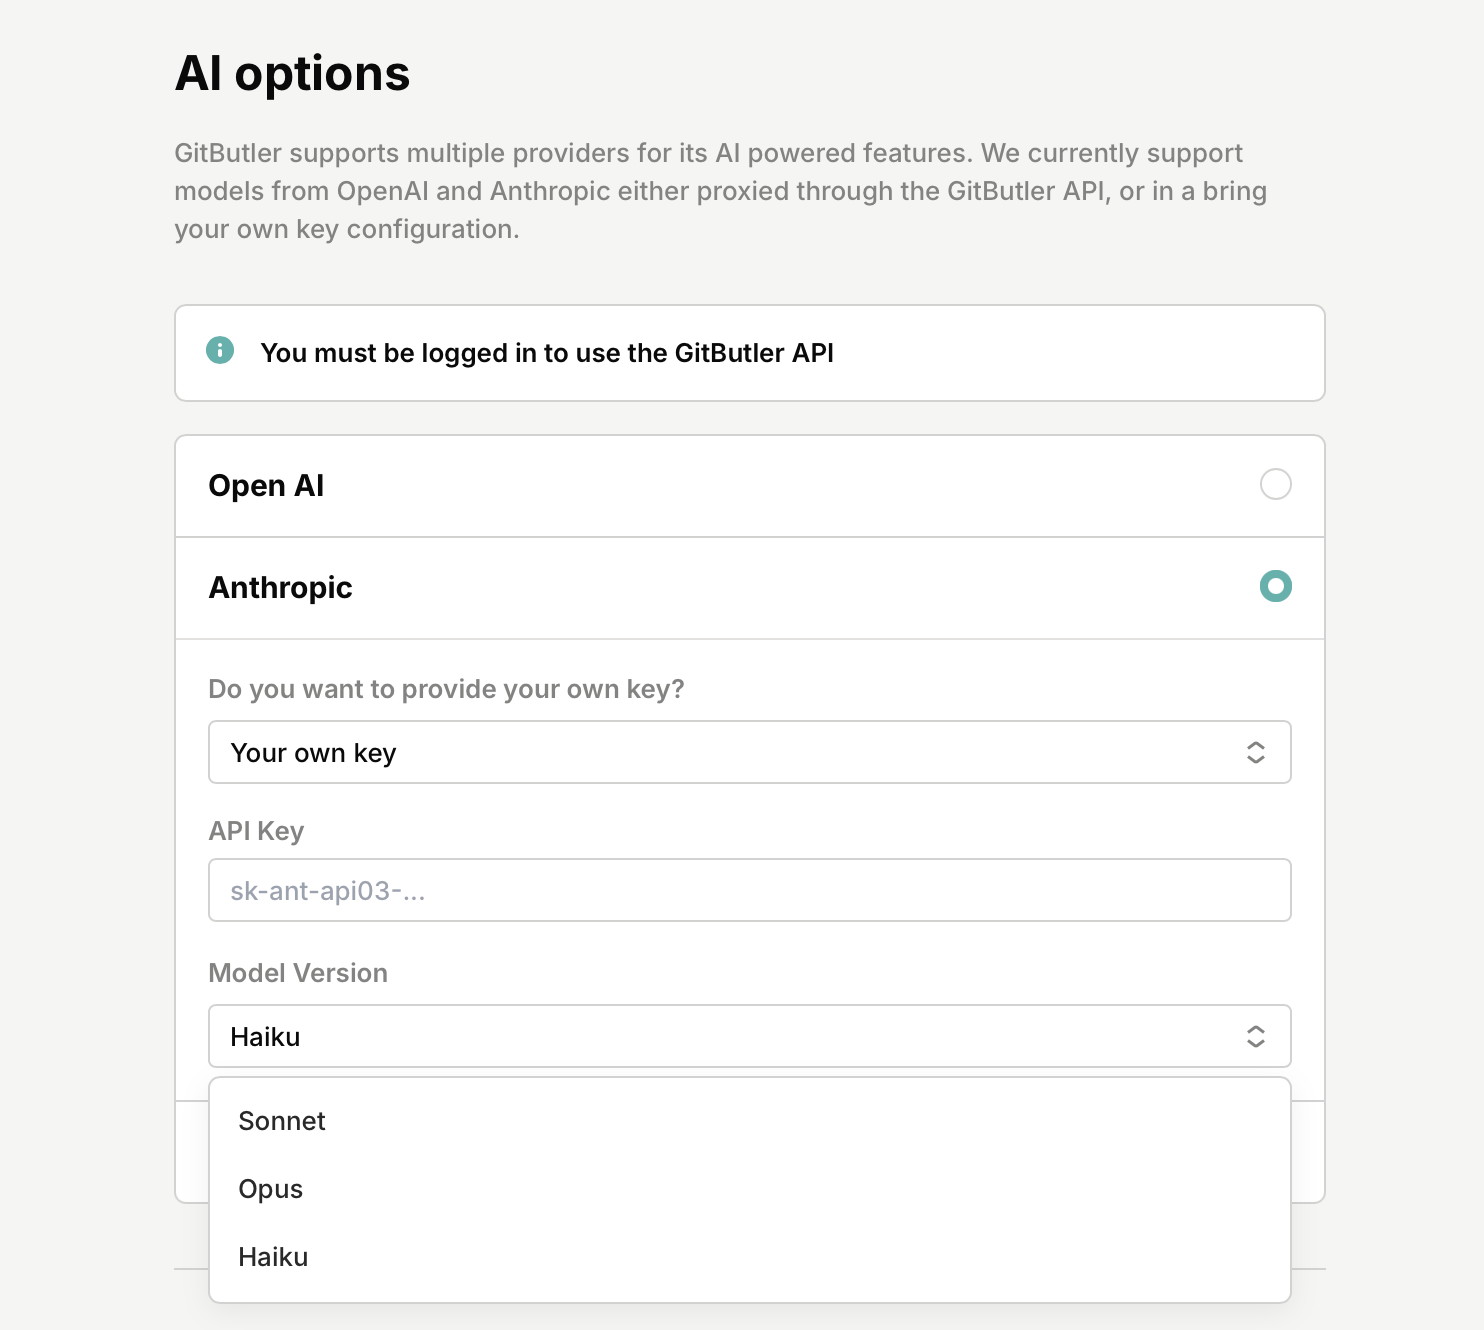 AI options
GitButler supports multiple providers for its AI powered features. We currently support
models from OpenAI and Anthropic either proxied through the GitButler API, or in a bring
your own key configuration.
You must be logged in to use the GitButler API
Open AI
Anthropic
Do you want to provide your own key?
Your own key
API Key
sk-ant-api03-...
Model Version
Haiku
Sonnet
Opus
Haiku